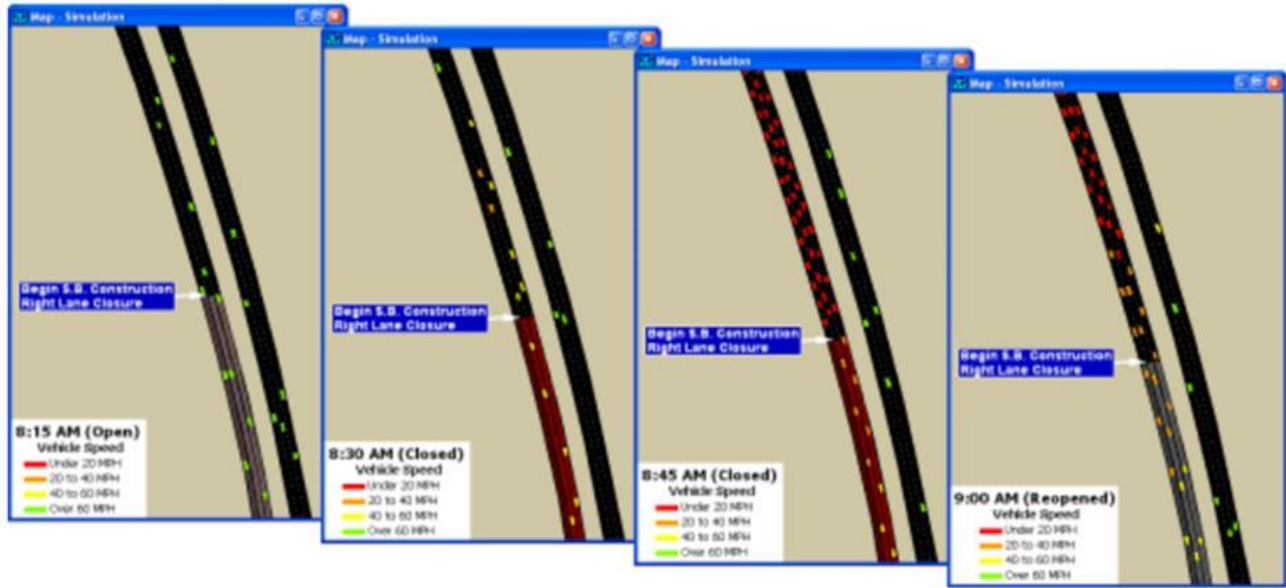 Map - Simulation
Begin S.B. Construction
Right Lane Closure
8:15 AM (Open)
Vehicle Speed
Under 20 MPH
20 to 40 MPH
40 to 60 MPH
Over 60 MPH
Map - Simulation
Begin S.B. Construction
Right Lane Closure
8:30 AM (Closed)
Vehicle Speed
Under 20 MPH
20 to 40 MPH
40 to 60 MPH
Over 60 MPH
Map - Simulation
Begin S.B. Construction
Right Lane Closure
8:45 AM (Closed)
Vehicle Speed
Under 20 MPH
20 to 40 MPH
40 to 60 MPH
Over 60 MPH
Map - Simulation
Begin S.B. Construction
Right Lane Closure
9:00 AM (Reopened)
Vehicle Speed
Under 20 MPH
20 to 40 MPH
40 to 60 MPH
Over 60 MPH